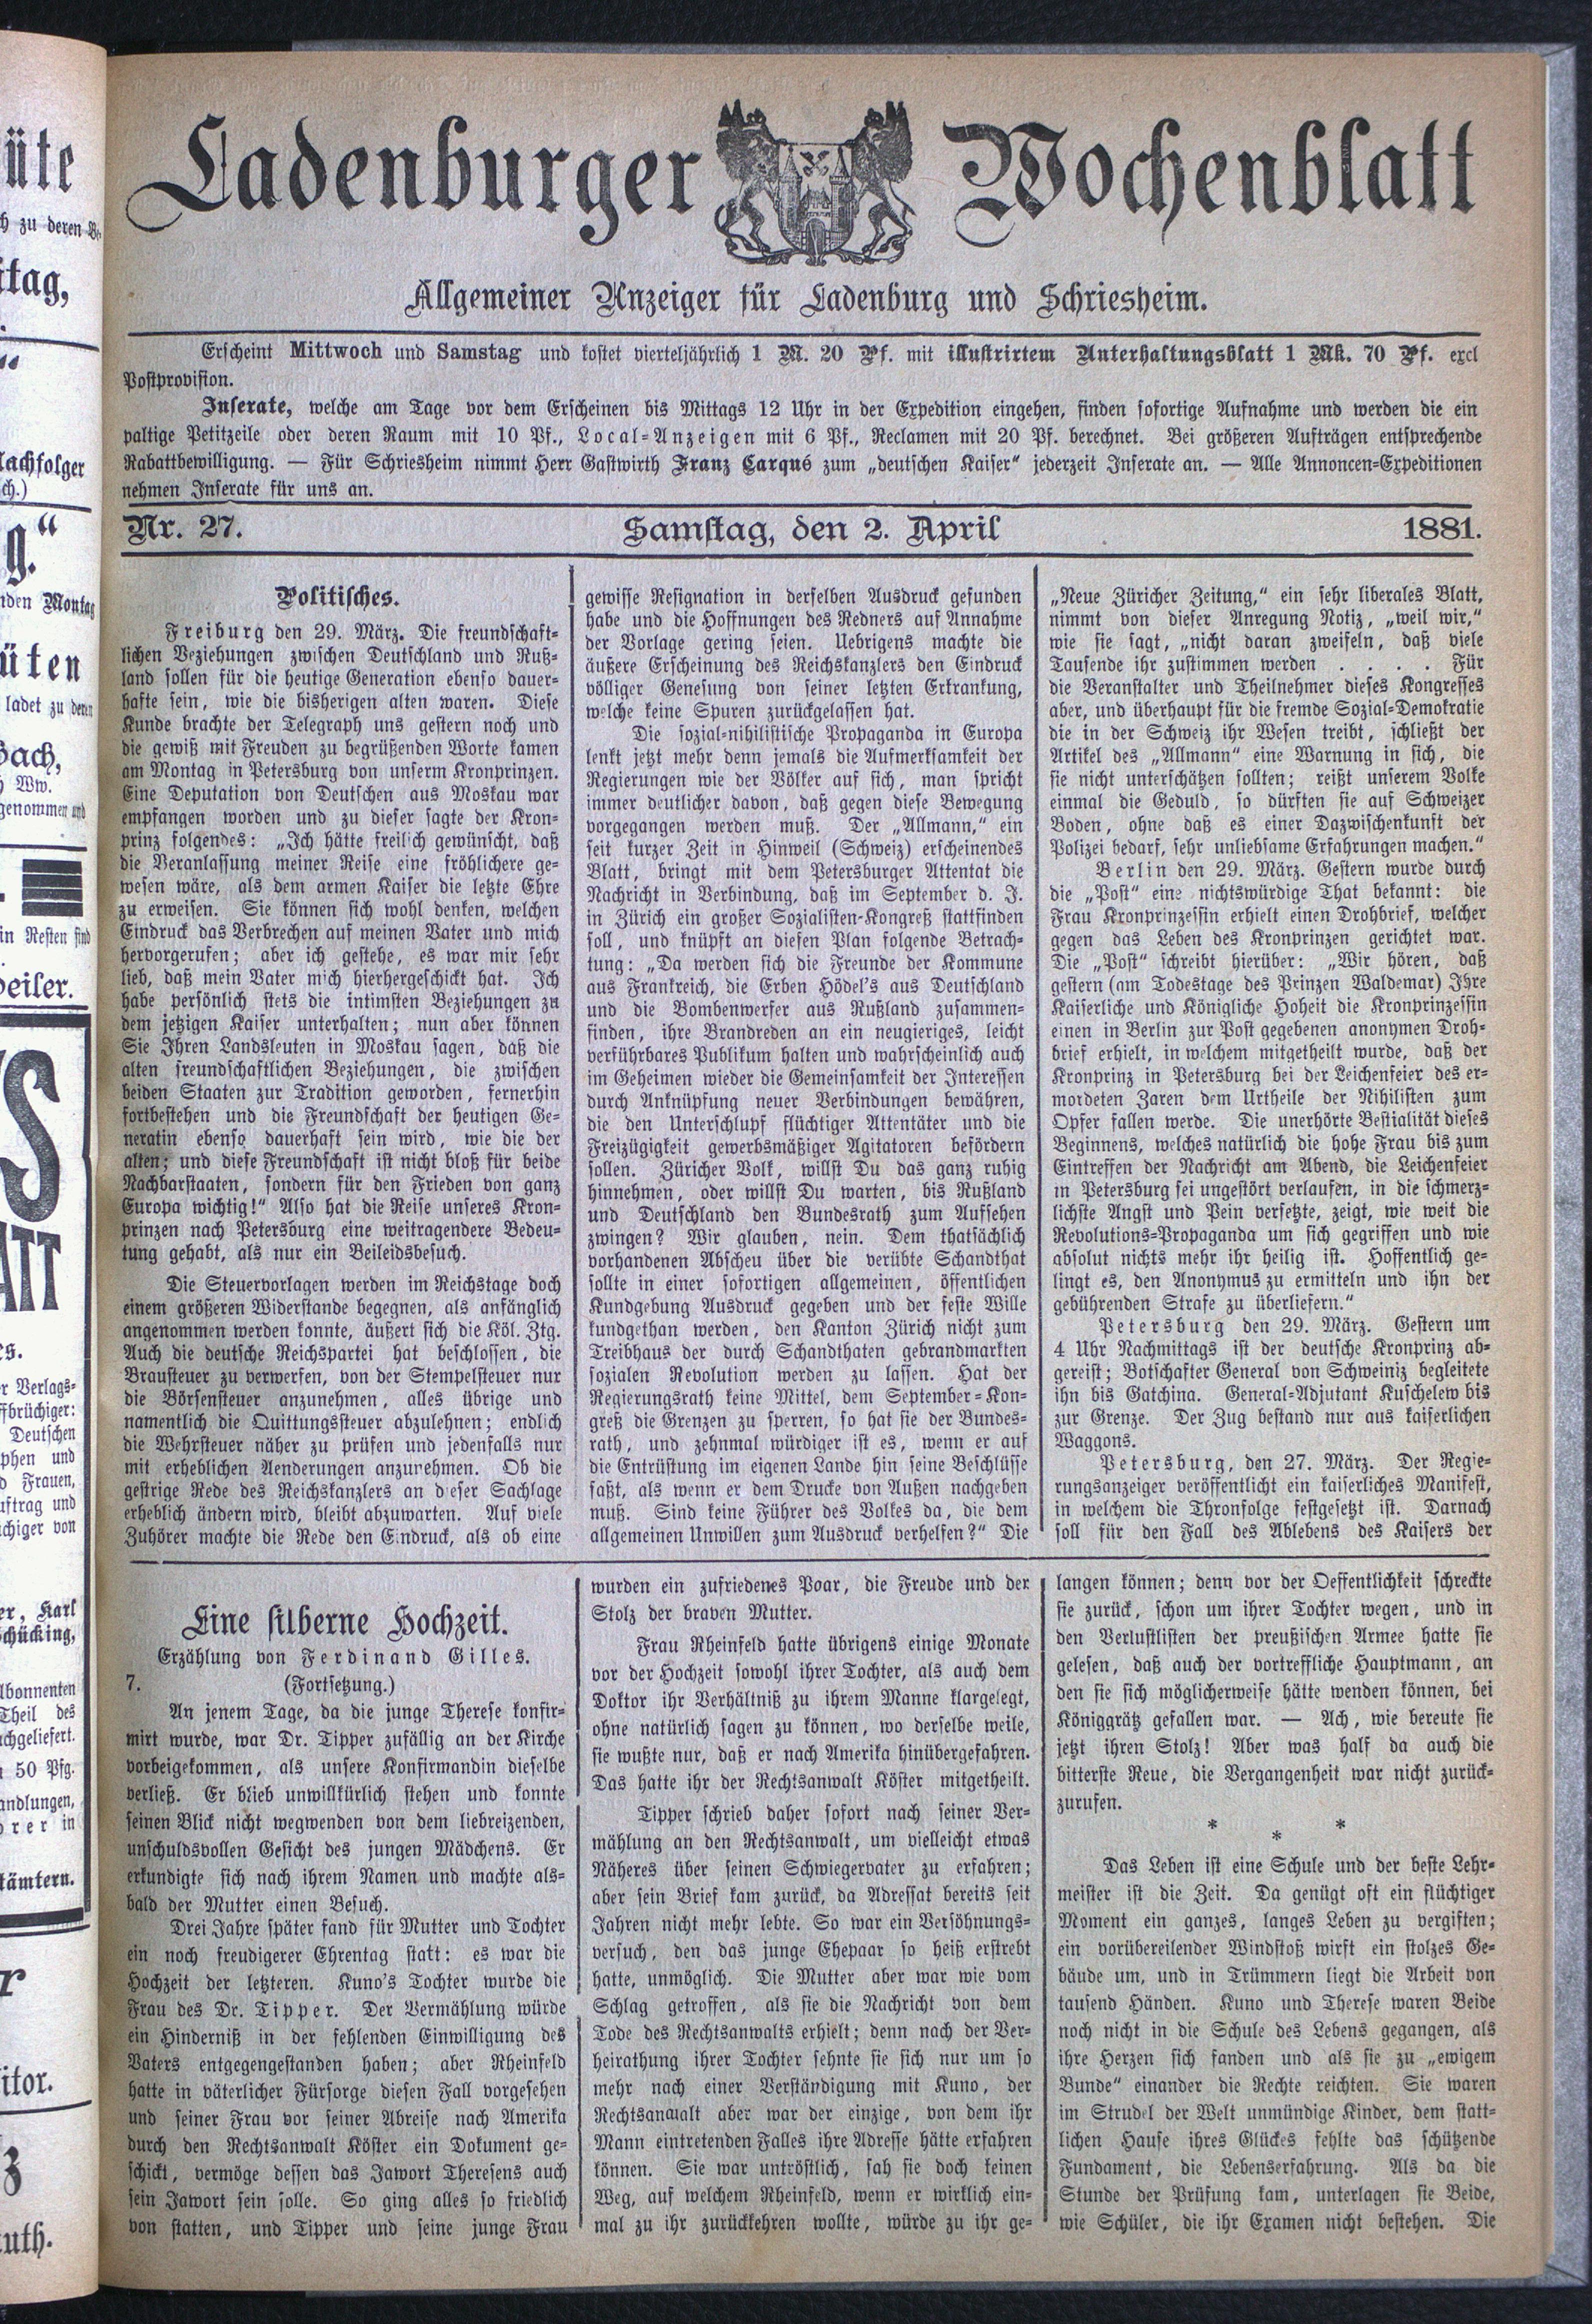 Ladenburger Wochenblatt
Allgemeiner Anzeiger für Ladenburg und Schriesheim.
Erscheint Mittwoch und Samstag und kostet vierteljährlich 1 M. 20 Pf. mit illustrirtem Unterhaltungsblatt 1 Mk. 70 Pf. excl
Postprovision.
Inserate, welche am Tage vor dem Erscheinen bis Mittags 12 Uhr in der Expedition eingehen, finden sofortige Aufnahme und werden die ein
paltige Petitzeile oder deren Raum mit 10 Pf., Local-Anzeigen mit 6 Pf., Reclamen mit 20 Pf. berechnet. Bei größeren Aufträgen entsprechende
Rabattbewilligung. — Für Schriesheim nimmt Herr Gastwirth Franz Carqué zum „deutschen Kaiser“ jederzeit Inserate an. — Alle Annoncen-Expeditionen
nehmen Inserate für uns an.
Nr. 27. Samstag, den 2. April 1881.
Politisches.
Freiburg den 29. März. Die freundschaft-
lichen Beziehungen zwischen Deutschland und Ruß-
land sollen für die heutige Generation ebenso dauer-
hafte sein, wie die bisherigen alten waren. Diese
Kunde brachte der Telegraph uns gestern noch und
die gewiß mit Freuden zu begrüßenden Worte kamen
am Montag in Petersburg von unserm Kronprinzen.
Eine Deputation von Deutschen aus Moskau war
empfangen worden und zu dieser sagte der Kron-
prinz folgendes: „Ich hätte freilich gewünscht, daß
die Veranlassung meiner Reise eine fröhlichere ge-
wesen wäre, als dem armen Kaiser die letzte Ehre
zu erweisen. Sie können sich wohl denken, welchen
Eindruck das Verbrechen auf meinen Vater und mich
hervorgerufen; aber ich gestehe, es war mir sehr
lieb, daß mein Vater mich hierhergeschickt hat. Ich
habe persönlich stets die intimsten Beziehungen zu
dem jetzigen Kaiser unterhalten; nun aber können
Sie Ihren Landsleuten in Moskau sagen, daß die
alten freundschaftlichen Beziehungen, die zwischen
beiden Staaten zur Tradition geworden, fernerhin
fortbestehen und die Freundschaft der heutigen Ge-
neratin ebenso dauerhaft sein wird, wie die der
alten; und diese Freundschaft ist nicht bloß für beide
Nachbarstaaten, sondern für den Frieden von ganz
Europa wichtig!“ Also hat die Reise unseres Kron-
prinzen nach Petersburg eine weitragendere Bedeu-
tung gehabt, als nur ein Beileidsbesuch.
Die Steuervorlagen werden im Reichstage doch
einem größeren Widerstande begegnen, als anfänglich
angenommen werden konnte, äußert sich die Köl. Ztg.
Auch die deutsche Reichspartei hat beschlossen, die
Brausteuer zu verwerfen, von der Stempelsteuer nur
die Börsensteuer anzunehmen, alles übrige und
namentlich die Quittungssteuer abzulehnen; endlich
die Wehrsteuer näher zu prüfen und jedenfalls nur
mit erheblichen Aenderungen anzunehmen. Ob die
gestrige Rede des Reichskanzlers an dieser Sachlage
erheblich ändern wird, bleibt abzuwarten. Auf viele
Zuhörer machte die Rede den Eindruck, als ob eine
gewisse Resignation in derselben Ausdruck gefunden
habe und die Hoffnungen des Redners auf Annahme
der Vorlage gering seien. Uebrigens machte die
äußere Erscheinung des Reichskanzlers den Eindruck
völliger Genesung von seiner letzten Erkrankung,
welche keine Spuren zurückgelassen hat.
Die sozial-nihilistische Propaganda in Europa
lenkt jetzt mehr denn jemals die Aufmerksamkeit der
Regierungen wie der Völker auf sich, man spricht
immer deutlicher davon, daß gegen diese Bewegung
vorgegangen werden muß. Der „Allmann,“ ein
seit kurzer Zeit in Hinweil (Schweiz) erscheinendes
Blatt, bringt mit dem Petersburger Attentat die
Nachricht in Verbindung, daß im September d. J.
in Zürich ein großer Sozialisten-Kongreß stattfinden
soll, und knüpft an diesen Plan folgende Betrach-
tung: „Da werden sich die Freunde der Kommune
aus Frankreich, die Erben Hödel's aus Deutschland
und die Bombenwerfer aus Rußland zusammen-
finden, ihre Brandreden an ein neugieriges, leicht
verführbares Publikum halten und wahrscheinlich auch
im Geheimen wieder die Gemeinsamkeit der Interessen
durch Anknüpfung neuer Verbindungen bewähren,
die den Unterschlupf flüchtiger Attentäter und die
Freizügigkeit gewerbsmäßiger Agitatoren befördern
sollen. Züricher Volk, willst Du das ganz ruhig
hinnehmen, oder willst Du warten, bis Rußland
und Deutschland den Bundesrath zum Aufsehen
zwingen? Wir glauben, nein. Dem thatsächlich
vorhandenen Abscheu über die verübte Schandthat
sollte in einer sofortigen allgemeinen, öffentlichen
Kundgebung Ausdruck gegeben und der feste Wille
kundgethan werden, den Kanton Zürich nicht zum
Treibhaus der durch Schandthaten gebrandmarkten
sozialen Revolution werden zu lassen. Hat der
Regierungsrath keine Mittel, dem September-Kon-
greß die Grenzen zu sperren, so hat sie der Bundes-
rath, und zehnmal würdiger ist es, wenn er auf
die Entrüstung im eigenen Lande hin seine Beschlüsse
faßt, als wenn er dem Drucke von Außen nachgeben
muß. Sind keine Führer des Volkes da, die dem
allgemeinen Unwillen zum Ausdruck verhelfen?“ Die
„Neue Züricher Zeitung,“ ein sehr liberales Blatt,
nimmt von dieser Anregung Notiz, „weil wir,“
wie sie sagt, „nicht daran zweifeln, daß viele
Tausende ihr zustimmen werden . . . . Für
die Veranstalter und Theilnehmer dieses Kongresses
aber, und überhaupt für die fremde Sozial-Demokratie
die in der Schweiz ihr Wesen treibt, schließt der
Artikel des „Allmann“ eine Warnung in sich, die
sie nicht unterschätzen sollten; reißt unserem Volke
einmal die Geduld, so dürften sie auf Schweizer
Boden, ohne daß es einer Dazwischenkunft der
Polizei bedarf, sehr unliebsame Erfahrungen machen.“
Berlin den 29. März. Gestern wurde durch
die „Post“ eine nichtswürdige That bekannt: die
Frau Kronprinzessin erhielt einen Drohbrief, welcher
gegen das Leben des Kronprinzen gerichtet war.
Die „Post“ schreibt hierüber: „Wir hören, daß
gestern (am Todestage des Prinzen Waldemar) Ihre
Kaiserliche und Königliche Hoheit die Kronprinzessin
einen in Berlin zur Post gegebenen anonymen Droh-
brief erhielt, in welchem mitgetheilt wurde, daß der
Kronprinz in Petersburg bei der Leichenfeier des er-
mordeten Zaren dem Urtheile der Nihilisten zum
Opfer fallen werde. Die unerhörte Bestialität dieses
Beginnens, welches natürlich die hohe Frau bis zum
Eintreffen der Nachricht am Abend, die Leichenfeier
in Petersburg sei ungestört verlaufen, in die schmerz-
lichste Angst und Pein versetzte, zeigt, wie weit die
Revolutions-Propaganda um sich gegriffen und wie
absolut nichts mehr ihr heilig ist. Hoffentlich ge-
lingt es, den Anonymus zu ermitteln und ihn der
gebührenden Strafe zu überliefern.“
Petersburg den 29. März. Gestern um
4 Uhr Nachmittags ist der deutsche Kronprinz ab-
gereist; Botschafter General von Schweiniz begleitete
ihn bis Gatchina. General-Adjutant Kuschelew bis
zur Grenze. Der Zug bestand nur aus kaiserlichen
Waggons.
Petersburg, den 27. März. Der Regie-
rungsanzeiger veröffentlicht ein kaiserliches Manifest,
in welchem die Thronfolge festgesetzt ist. Darnach
soll für den Fall des Ablebens des Kaisers der
Eine silberne Hochzeit.
Erzählung von Ferdinand Gilles.
7. (Fortsetzung.)
An jenem Tage, da die junge Therese konfir-
mirt wurde, war Dr. Tipper zufällig an der Kirche
vorbeigekommen, als unsere Konfirmandin dieselbe
verließ. Er blieb unwillkürlich stehen und konnte
seinen Blick nicht wegwenden von dem liebreizenden,
unschuldsvollen Gesicht des jungen Mädchens. Er
erkundigte sich nach ihrem Namen und machte als-
bald der Mutter einen Besuch.
Drei Jahre später fand für Mutter und Tochter
ein noch freudigerer Ehrentag statt: es war die
Hochzeit der letzteren. Kuno's Tochter wurde die
Frau des Dr. Tipper. Der Vermählung würde
ein Hinderniß in der fehlenden Einwilligung des
Vaters entgegengestanden haben; aber Rheinfeld
hatte in väterlicher Fürsorge diesen Fall vorgesehen
und seiner Frau vor seiner Abreise nach Amerika
durch den Rechtsanwalt Köster ein Dokument ge-
schickt, vermöge dessen das Jawort Theresens auch
sein Jawort sein solle. So ging alles so friedlich
von statten, und Tipper und seine junge Frau
wurden ein zufriedenes Poar, die Freude und der
Stolz der braven Mutter.
Frau Rheinfeld hatte übrigens einige Monate
vor der Hochzeit sowohl ihrer Tochter, als auch dem
Doktor ihr Verhältniß zu ihrem Manne klargelegt,
ohne natürlich sagen zu können, wo derselbe weile,
sie wußte nur, daß er nach Amerika hinübergefahren.
Das hatte ihr der Rechtsanwalt Köster mitgetheilt.
Tipper schrieb daher sofort nach seiner Ver-
mählung an den Rechtsanwalt, um vielleicht etwas
Näheres über seinen Schwiegervater zu erfahren;
aber sein Brief kam zurück, da Adressat bereits seit
Jahren nicht mehr lebte. So war ein Versöhnungs-
versuch, den das junge Ehepaar so heiß erstrebt
hatte, unmöglich. Die Mutter aber war wie vom
Schlag getroffen, als sie die Nachricht von dem
Tode des Rechtsanwalts erhielt; denn nach der Ver-
heirathung ihrer Tochter sehnte sie sich nur um so
mehr nach einer Verständigung mit Kuno, der
Rechtsanwalt aber war der einzige, von dem ihr
Mann eintretenden Falles ihre Adresse hätte erfahren
können. Sie war untröstlich, sah sie doch keinen
Weg, auf welchem Rheinfeld, wenn er wirklich ein-
mal zu ihr zurückkehren wollte, würde zu ihr ge-
langen können; denn vor der Oeffentlichkeit schreckte
sie zurück, schon um ihrer Tochter wegen, und in
den Verlustlisten der preußischen Armee hatte sie
gelesen, daß auch der vortreffliche Hauptmann, an
den sie sich möglicherweise hätte wenden können, bei
Königgrätz gefallen war. — Ach, wie bereute sie
jetzt ihren Stolz! Aber was half da auch die
bitterste Reue, die Vergangenheit war nicht zurück-
zurufen.
* * *
Das Leben ist eine Schule und der beste Lehr-
meister ist die Zeit. Da genügt oft ein flüchtiger
Moment ein ganzes, langes Leben zu vergiften;
ein vorübereilender Windstoß wirft ein stolzes Ge-
bäude um, und in Trümmern liegt die Arbeit von
tausend Händen. Kuno und Therese waren Beide
noch nicht in die Schule des Lebens gegangen, als
ihre Herzen sich fanden und als sie zu „ewigem
Bunde“ einander die Rechte reichten. Sie waren
im Strudel der Welt unmündige Kinder, dem statt-
lichen Hause ihres Glückes fehlte das schützende
Fundament, die Lebenserfahrung. Als da die
Stunde der Prüfung kam, unterlagen sie Beide,
wie Schüler, die ihr Examen nicht bestehen. Die